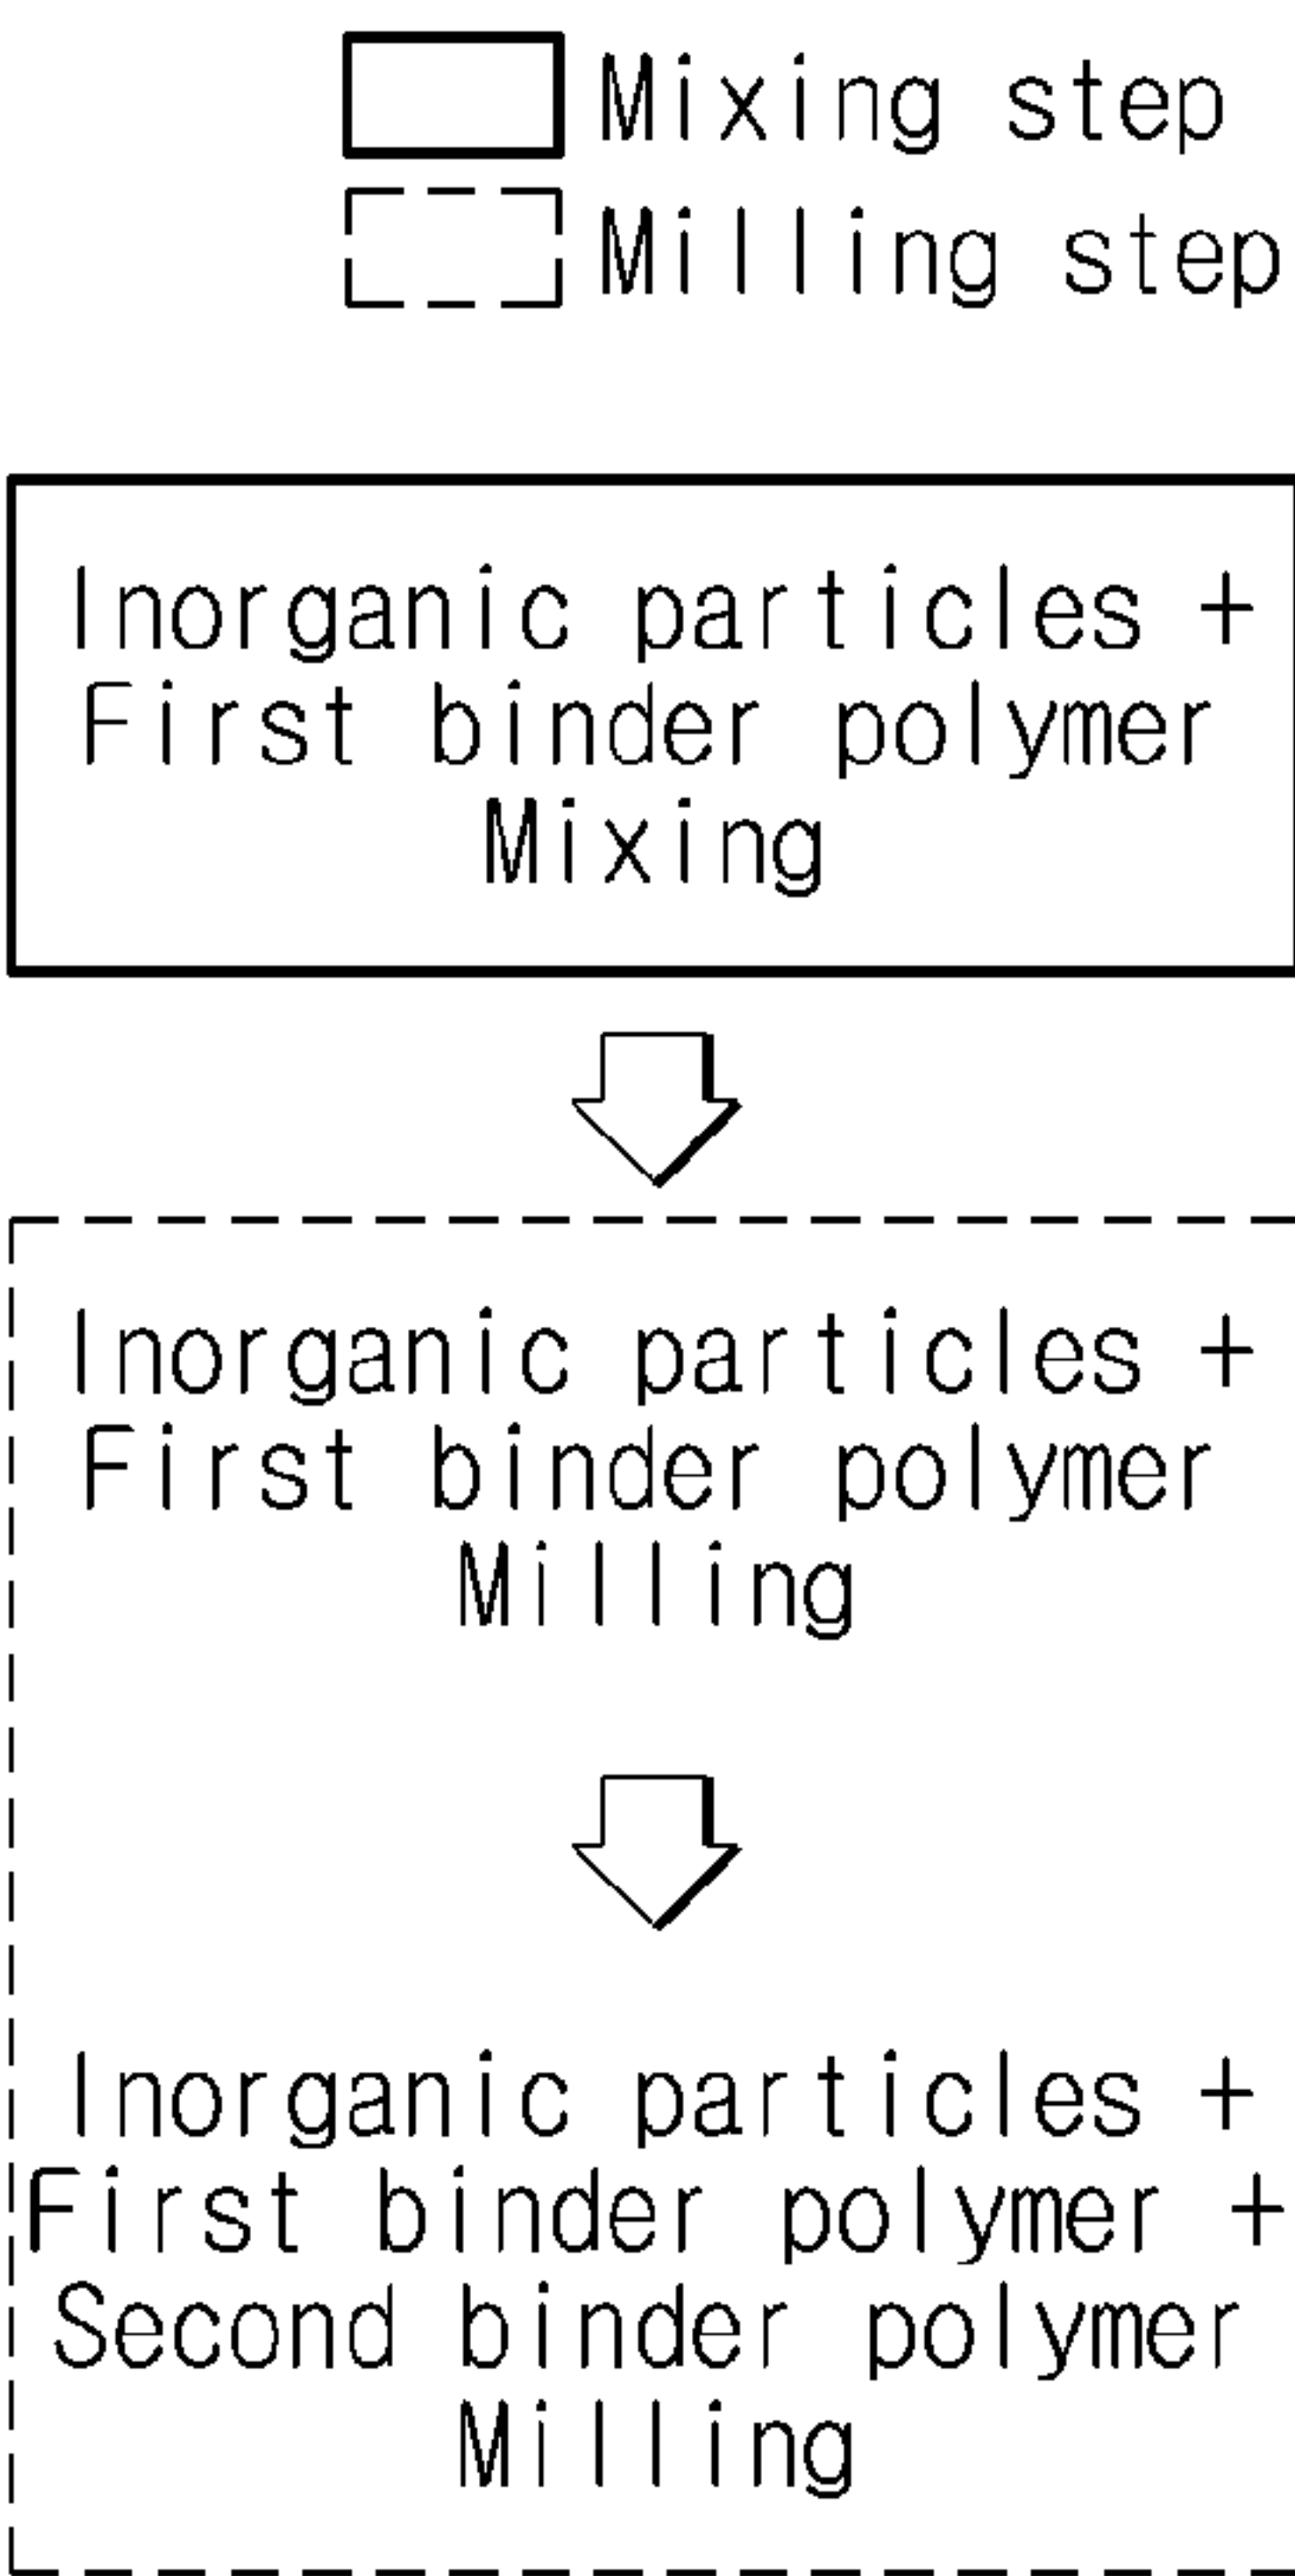 Mixing step
Milling step
Inorganic particles +
First binder polymer
Mixing
Inorganic particles +
First binder polymer
Milling
Inorganic particles +
First binder polymer +
Second binder polymer
Milling